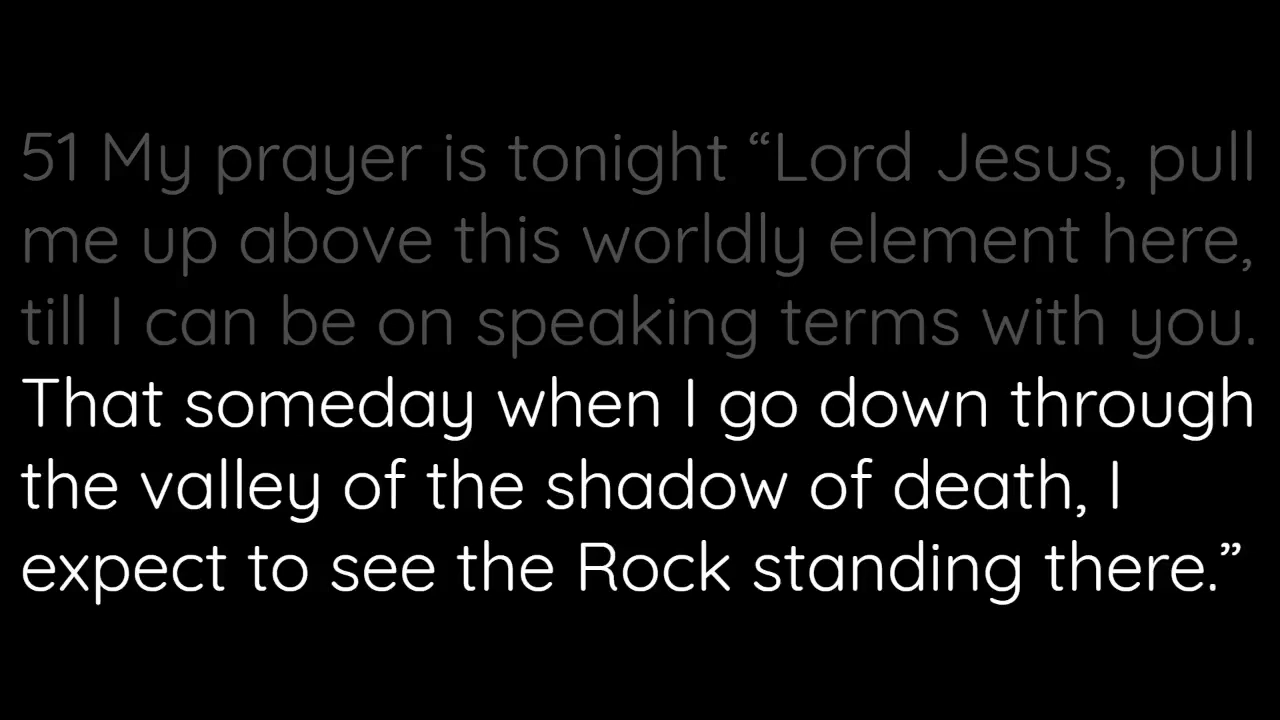 51 My prayer is tonight “Lord Jesus, pull
me up above this worldly element here,
till I can be on speaking terms with you.
That someday when I go down through
the valley of the shadow of death, I
expect to see the Rock standing there.”